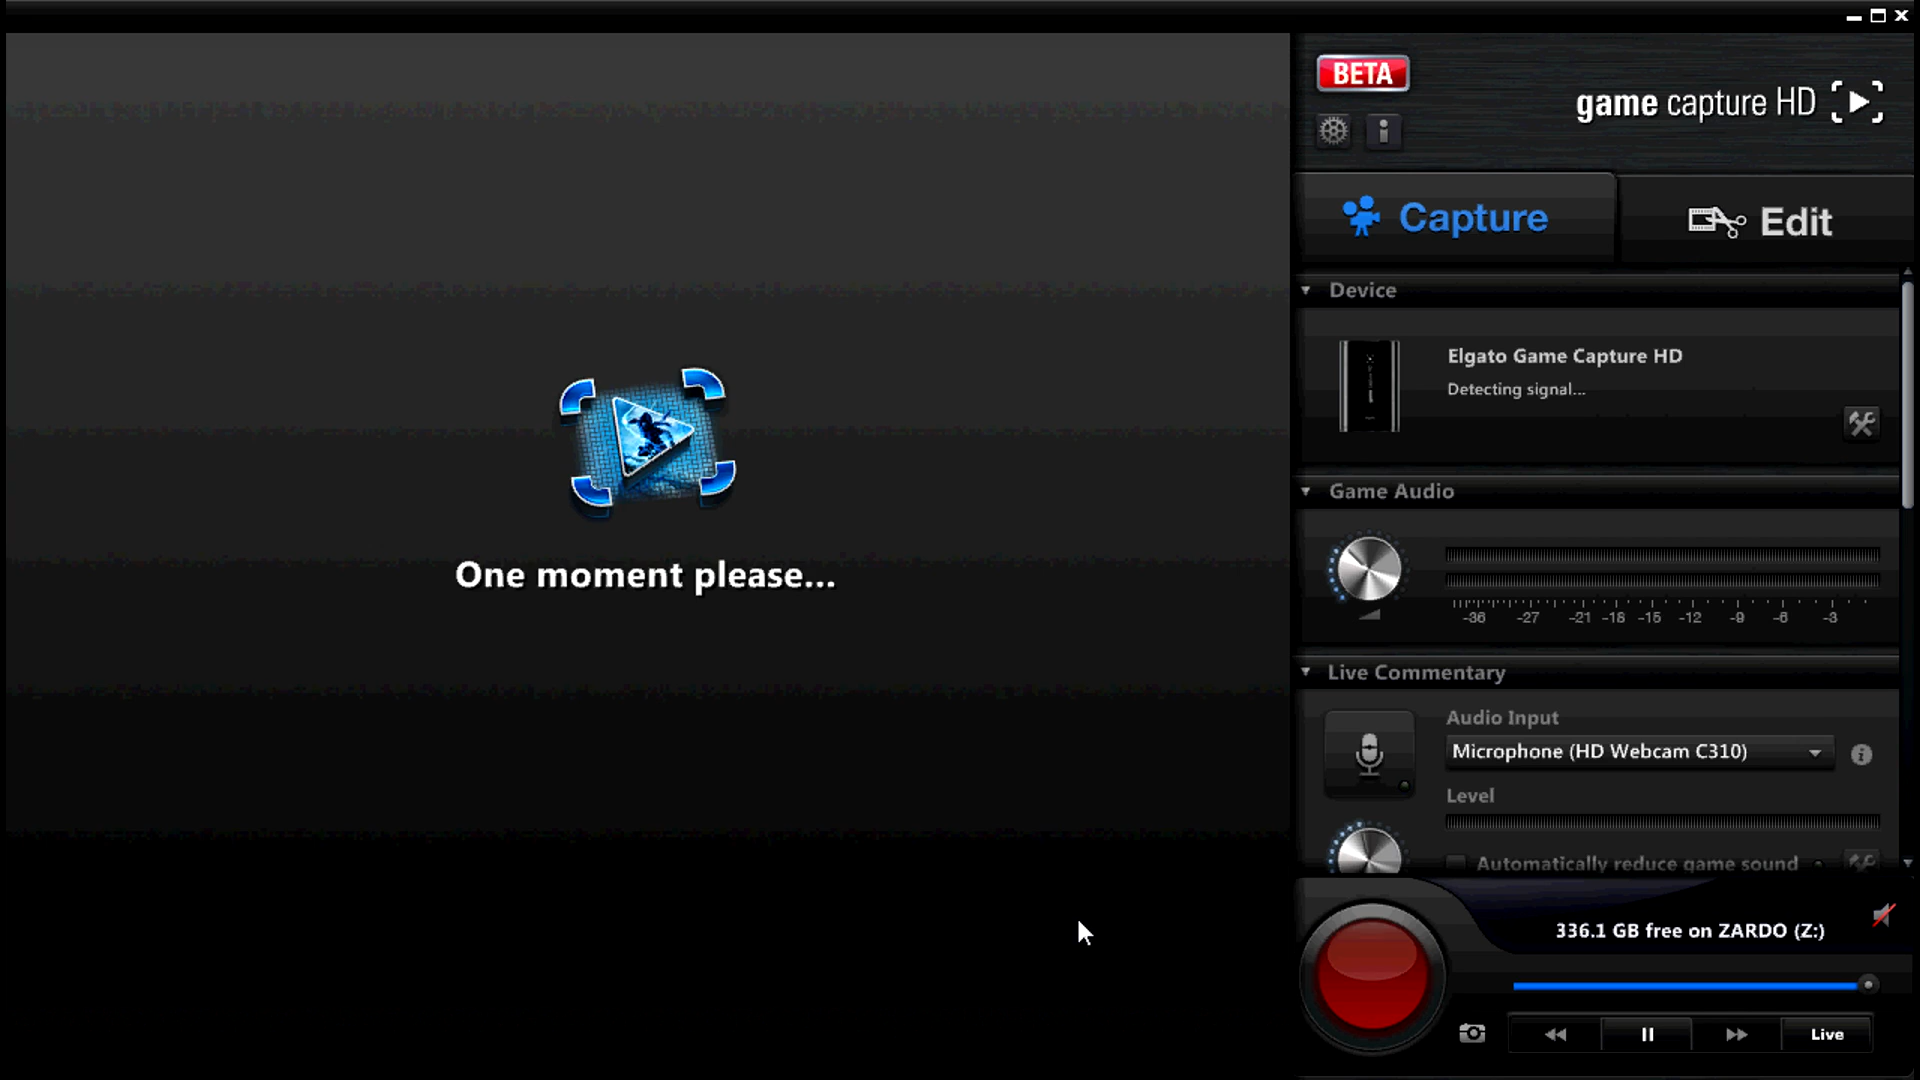 BETA
game capture HD
Capture
Edit
Device
Elgato Game Capture HD
Detecting signal...
Game Audio
-36 -27 -21 -18 -15 -12 -9 -6 -3
One moment please...
Live Commentary
Audio Input
Microphone (HD Webcam C310)
Level
Automatically reduce game sound
336.1 GB free on ZARDO (Z:)
Live